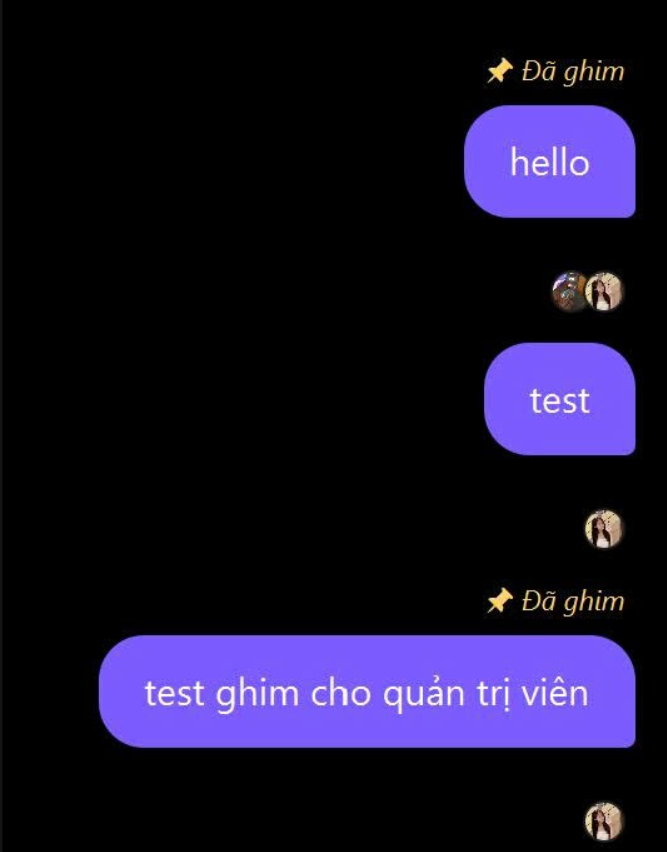 Đã ghim
hello
test
Đã ghim
test ghim cho quản trị viên